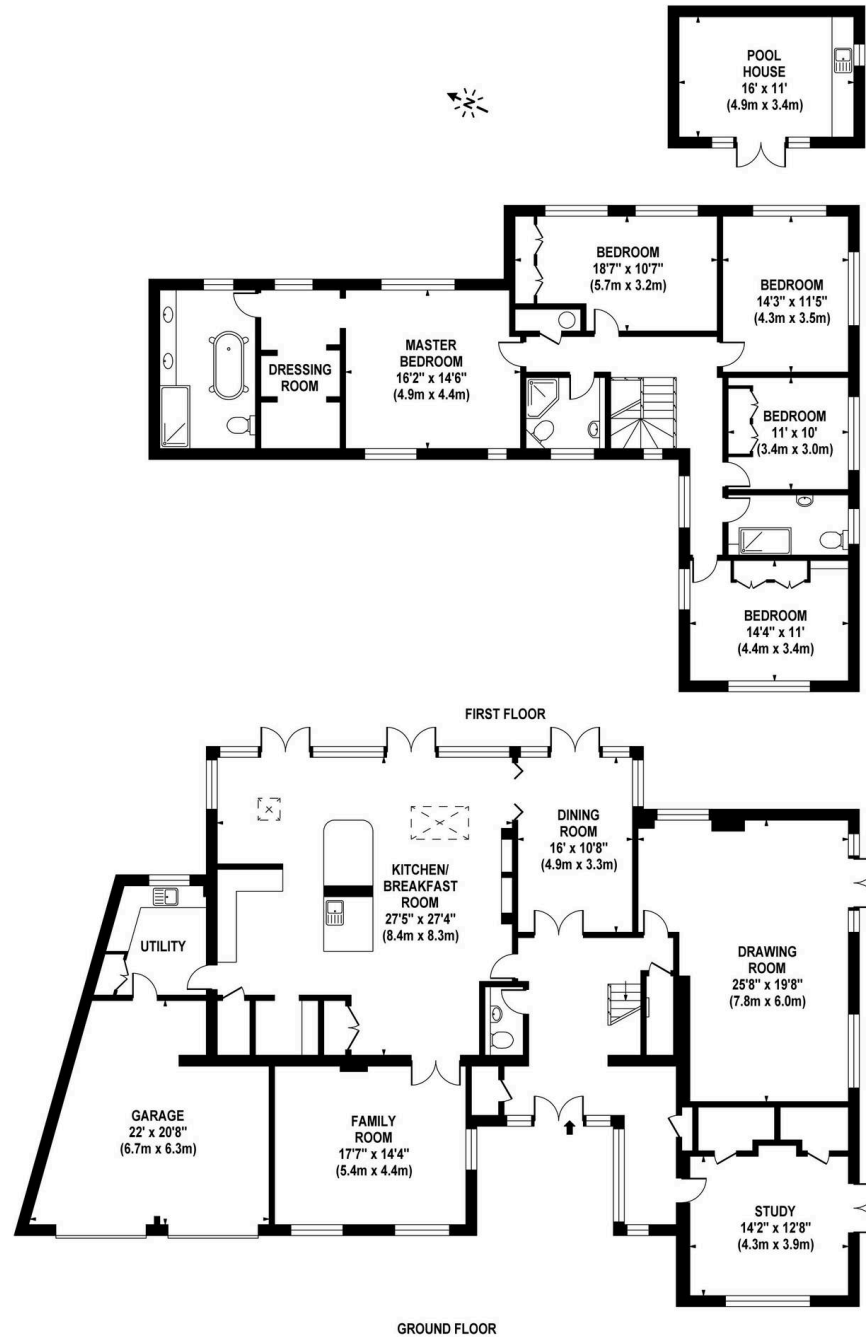 POOL
HOUSE
16' x 11'
(4.9m x 3.4m)
N
BEDROOM
18'7" x 10'7"
(5.7m x 3.2m)
BEDROOM
14'3" x 11'5"
(4.3m x 3.5m)
MASTER
BEDROOM
16'2" x 14'6"
(4.9m x 4.4m)
DRESSING
ROOM
BEDROOM
11' x 10'
(3.4m x 3.0m)
BEDROOM
14'4" x 11'
(4.4m x 3.4m)
FIRST FLOOR
DINING
ROOM
16' x 10'8"
(4.9m x 3.3m)
KITCHEN/
BREAKFAST
ROOM
27'5" x 27'4"
(8.4m x 8.3m)
UTILITY
DRAWING
ROOM
25'8" x 19'8"
(7.8m x 6.0m)
GARAGE
22' x 20'8"
(6.7m x 6.3m)
FAMILY
ROOM
17'7" x 14'4"
(5.4m x 4.4m)
STUDY
14'2" x 12'8"
(4.3m x 3.9m)
GROUND FLOOR